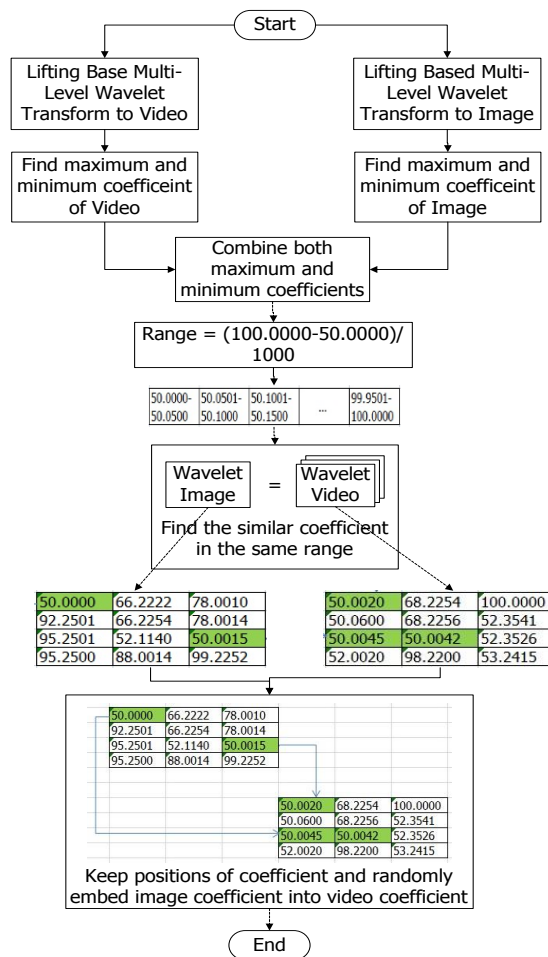 Start
Lifting Base Multi-
Level Wavelet
Transform to Video
Lifting Based Multi-
Level Wavelet
Transform to Image
Find maximum and
minimum coefficeint
of Video
Find maximum and
minimum coefficeint
of Image
Combine both
maximum and
minimum coefficients
Range = (100.0000-50.0000)/
1000
50.0000- 50.0501- 50.1001- ... 99.9501-
50.0500 50.1000 50.1500 100.0000
Wavelet
Image
=
Wavelet
Video
Find the similar coefficient
in the same range
50.0000 66.2222 78.0010
92.2501 66.2254 78.0014
95.2501 52.1140 50.0015
95.2500 88.0014 99.2252
50.0020 68.2254 100.0000
50.0600 68.2256 52.3541
50.0045 50.0042 52.3526
52.0020 98.2200 53.2415
50.0000 66.2222 78.0010
92.2501 66.2254 78.0014
95.2501 52.1140 50.0015
95.2500 88.0014 99.2252
50.0020 68.2254 100.0000
50.0600 68.2256 52.3541
50.0045 50.0042 52.3526
52.0020 98.2200 53.2415
Keep positions of coefficient and randomly
embed image coefficient into video coefficient
End